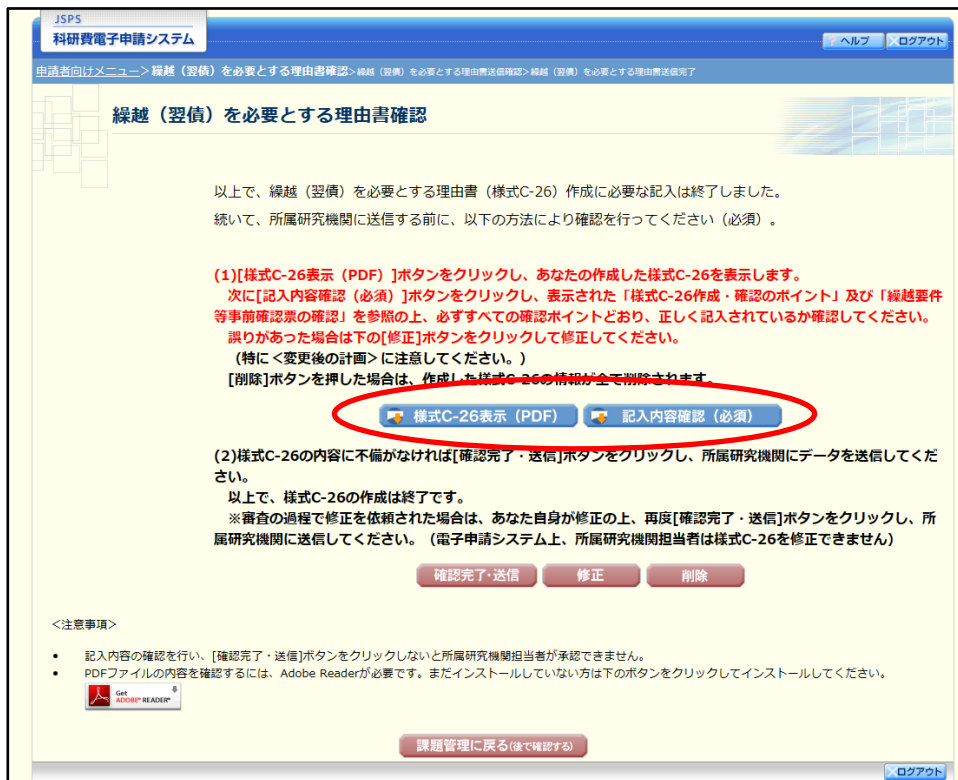 JSPS
科研費電子申請システム
? ヘルプ
×ログアウト
申請者向けメニュー>繰越（翌債）を必要とする理由書確認>繰越（翌債）を必要とする理由書送信確認>繰越（翌債）を必要とする理由書送信完了
繰越（翌債）を必要とする理由書確認
以上で、繰越（翌債）を必要とする理由書（様式C-26）作成に必要な記入は終了しました。
続いて、所属研究機関に送信する前に、以下の方法により確認を行ってください（必須）。
(1)[様式C-26表示（PDF）]ボタンをクリックし、あなたの作成した様式C-26を表示します。
次に[記入内容確認（必須）]ボタンをクリックし、表示された「様式C-26作成・確認のポイント」及び「繰越要件
等事前確認票の確認」を参照の上、必ずすべての確認ポイントどおり、正しく記入されているか確認してください。
誤りがあった場合は下の[修正]ボタンをクリックして修正してください。
（特に＜変更後の計画＞に注意してください。）
[削除]ボタンを押した場合は、作成した様式C-26の情報が全て削除されます。
様式C-26表示（PDF）
記入内容確認（必須）
(2)様式C-26の内容に不備がなければ[確認完了・送信]ボタンをクリックし、所属研究機関にデータを送信してくだ
さい。
以上で、様式C-26の作成は終了です。
※審査の過程で修正を依頼された場合は、あなた自身が修正の上、再度[確認完了・送信]ボタンをクリックし、所
属研究機関に送信してください。（電子申請システム上、所属研究機関担当者は様式C-26を修正できません）
確認完了・送信
修正
削除
＜注意事項＞
• 記入内容の確認を行い、[確認完了・送信]ボタンをクリックしないと所属研究機関担当者が承認できません。
• PDFファイルの内容を確認するには、Adobe Readerが必要です。まだインストールしていない方は下のボタンをクリックしてインストールしてください。
Get
ADOBE® READER®
課題管理に戻る(後で確認する)
×ログアウト